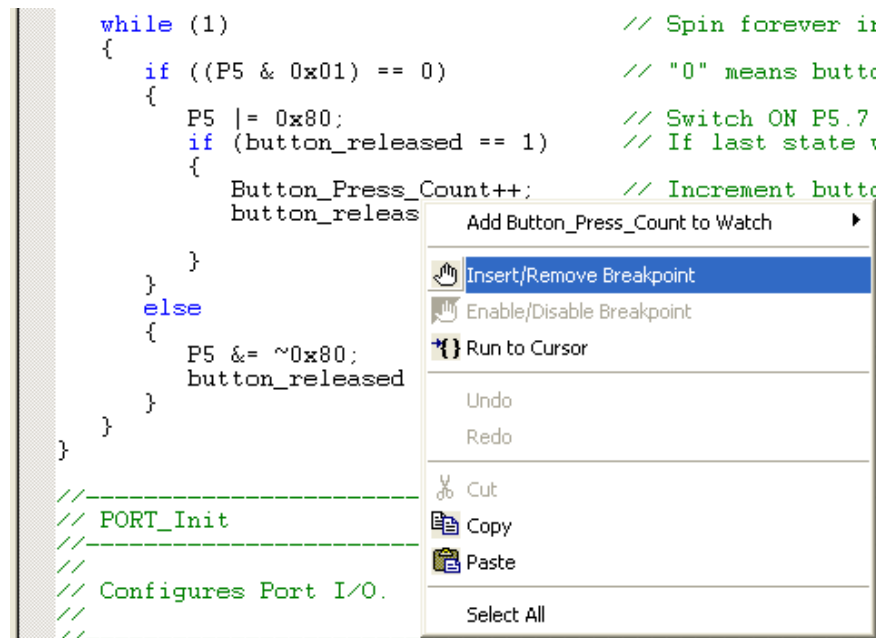 while (1) // Spin forever in
{
if ((P5 & 0x01) == 0) // "0" means butto
{
P5 |= 0x80; // Switch ON P5.7
if (button_released == 1) // If last state w
{
Button_Press_Count++; // Increment butto
button_releas
}
}
else
{
P5 &= ~0x80;
button_released
}
}
}
//------------------------
// PORT_Init
//------------------------
//
// Configures Port I/O.
//
//
Add Button_Press_Count to Watch
Insert/Remove Breakpoint
Enable/Disable Breakpoint
Run to Cursor
Undo
Redo
Cut
Copy
Paste
Select All